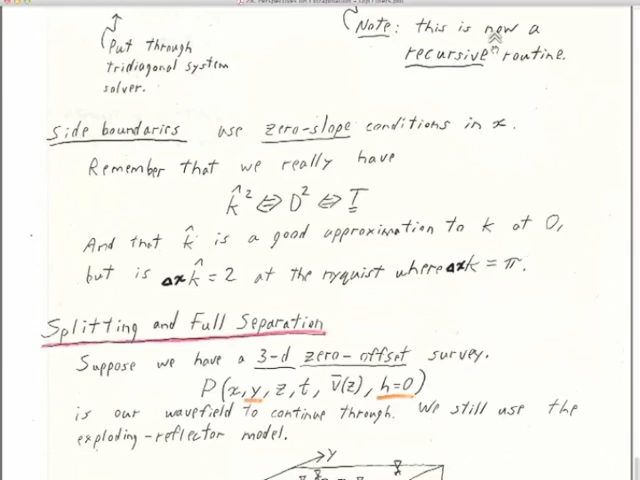 Put through
tridiagonal system
solver.
Note: this is now a
recursive routine.
Side boundaries use zero-slope conditions in x.
Remember that we really have
k̂² ⇔ D² ⇔ T
And that k̂ is a good approximation to k at 0,
but is Δx k̂ = 2 at the nyquist where Δxk = π.
Splitting and Full Separation
Suppose we have a 3-d zero-offset survey.
P(x, y, z, t, v̄(z), h=0)
is our wavefield to continue through. We still use the
exploding-reflector model.
Y